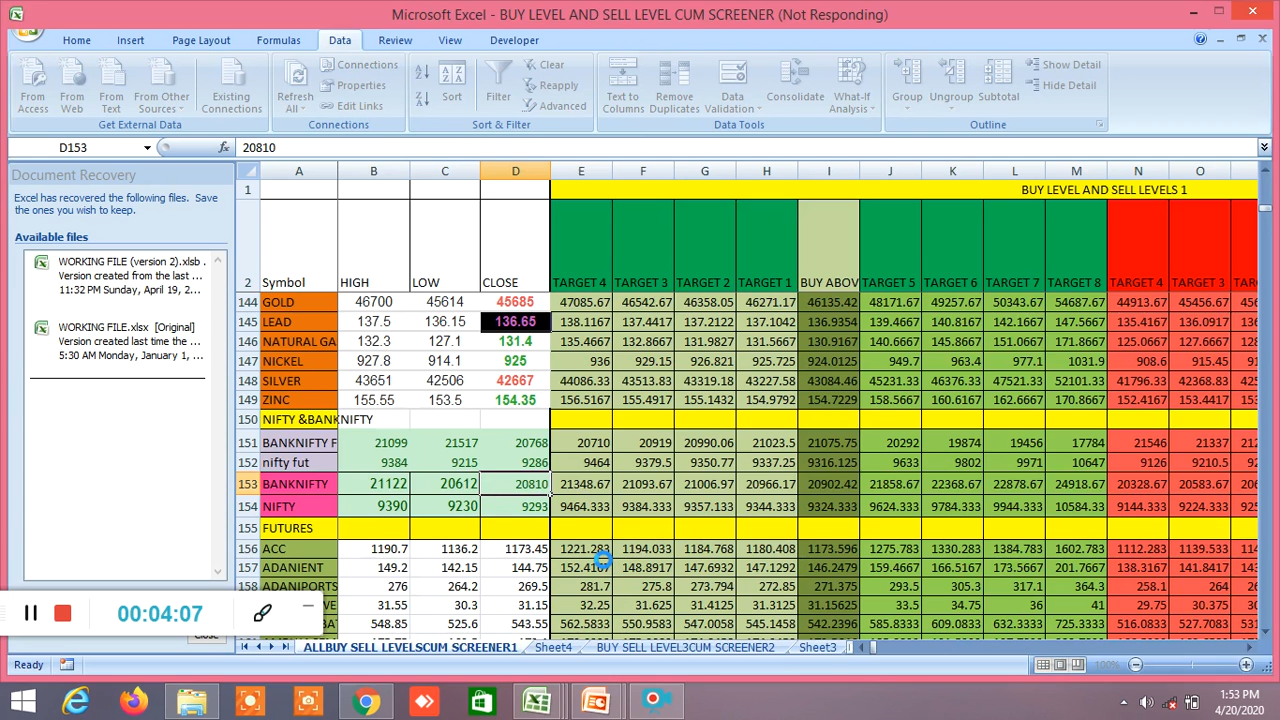 Microsoft Excel - BUY LEVEL AND SELL LEVEL CUM SCREENER (Not Responding)
Home Insert Page Layout Formulas Data Review View Developer
From Access
From Web
From Text
From Other Sources
Existing Connections
Get External Data
Refresh All
Connections
Properties
Edit Links
Connections
Sort
Filter
Clear
Reapply
Advanced
Sort & Filter
Text to Columns
Remove Duplicates
Data Validation
Consolidate
What-If Analysis
Data Tools
Group
Ungroup
Subtotal
Show Detail
Hide Detail
Outline
D153 fx 20810
Document Recovery
Excel has recovered the following files. Save
the ones you wish to keep.
Available files
WORKING FILE (version 2).xlsb .
Version created from the last ...
11:32 PM Sunday, April 19, 2...
WORKING FILE.xlsx [Original]
Version created last time the ...
5:30 AM Monday, January 1, ...
A B C D E F G H I J K L M N O
1 BUY LEVEL AND SELL LEVELS 1
2 Symbol HIGH LOW CLOSE TARGET 4 TARGET 3 TARGET 2 TARGET 1 BUY ABOV TARGET 5 TARGET 6 TARGET 7 TARGET 8 TARGET 4 TARGET 3 T
144 GOLD 46700 45614 45685 47085.67 46542.67 46358.05 46271.17 46135.42 48171.67 49257.67 50343.67 54687.67 44913.67 45456.67 456
145 LEAD 137.5 136.15 136.65 138.1167 137.4417 137.2122 137.1042 136.9354 139.4667 140.8167 142.1667 147.5667 135.4167 136.0917 136
146 NATURAL GA 132.3 127.1 131.4 135.4667 132.8667 131.9827 131.5667 130.9167 140.6667 145.8667 151.0667 171.8667 125.0667 127.6667 128
147 NICKEL 927.8 914.1 925 936 929.15 926.821 925.725 924.0125 949.7 963.4 977.1 1031.9 908.6 915.45 91
148 SILVER 43651 42506 42667 44086.33 43513.83 43319.18 43227.58 43084.46 45231.33 46376.33 47521.33 52101.33 41796.33 42368.83 425
149 ZINC 155.55 153.5 154.35 156.5167 155.4917 155.1432 154.9792 154.7229 158.5667 160.6167 162.6667 170.8667 152.4167 153.4417 153
150 NIFTY &BANKNIFTY
151 BANKNIFTY F 21099 21517 20768 20710 20919 20990.06 21023.5 21075.75 20292 19874 19456 17784 21546 21337 212
152 nifty fut 9384 9215 9286 9464 9379.5 9350.77 9337.25 9316.125 9633 9802 9971 10647 9126 9210.5 923
153 BANKNIFTY 21122 20612 20810 21348.67 21093.67 21006.97 20966.17 20902.42 21858.67 22368.67 22878.67 24918.67 20328.67 20583.67 206
154 NIFTY 9390 9230 9293 9464.333 9384.333 9357.133 9344.333 9324.333 9624.333 9784.333 9944.333 10584.33 9144.333 9224.333 925
155 FUTURES
156 ACC 1190.7 1136.2 1173.45 1221.283 1194.033 1184.768 1180.408 1173.596 1275.783 1330.283 1384.783 1602.783 1112.283 1139.533 114
157 ADANIENT 149.2 142.15 144.75 152.4167 148.8917 147.6932 147.1292 146.2479 159.4667 166.5167 173.5667 201.7667 138.3167 141.8417 143
158 ADANIPORTS 276 264.2 269.5 281.7 275.8 273.794 272.85 271.375 293.5 305.3 317.1 364.3 258.1 264 2
31.55 30.3 31.15 32.25 31.625 31.4125 31.3125 31.15625 33.5 34.75 36 41 29.75 30.375 30
548.85 525.6 543.55 562.5833 550.9583 547.0058 545.1458 542.2396 585.8333 609.0833 632.3333 725.3333 516.0833 527.7083 531
00:04:07
Close
ALLBUY SELL LEVELSCUM SCREENER1 Sheet4 BUY SELL LEVEL3CUM SCREENER2 Sheet3
Ready 100%
1:53 PM
4/20/2020